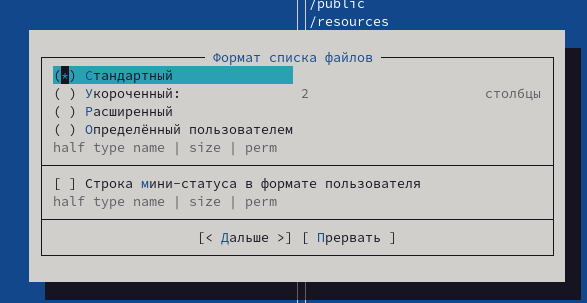 /public
/resources
Формат списка файлов
(*) Стандартный
( ) Укороченный: 2 столбцы
( ) Расширенный
( ) Определённый пользователем
half type name | size | perm
[ ] Строка мини-статуса в формате пользователя
half type name | size | perm
[< Дальше >] [ Прервать ]